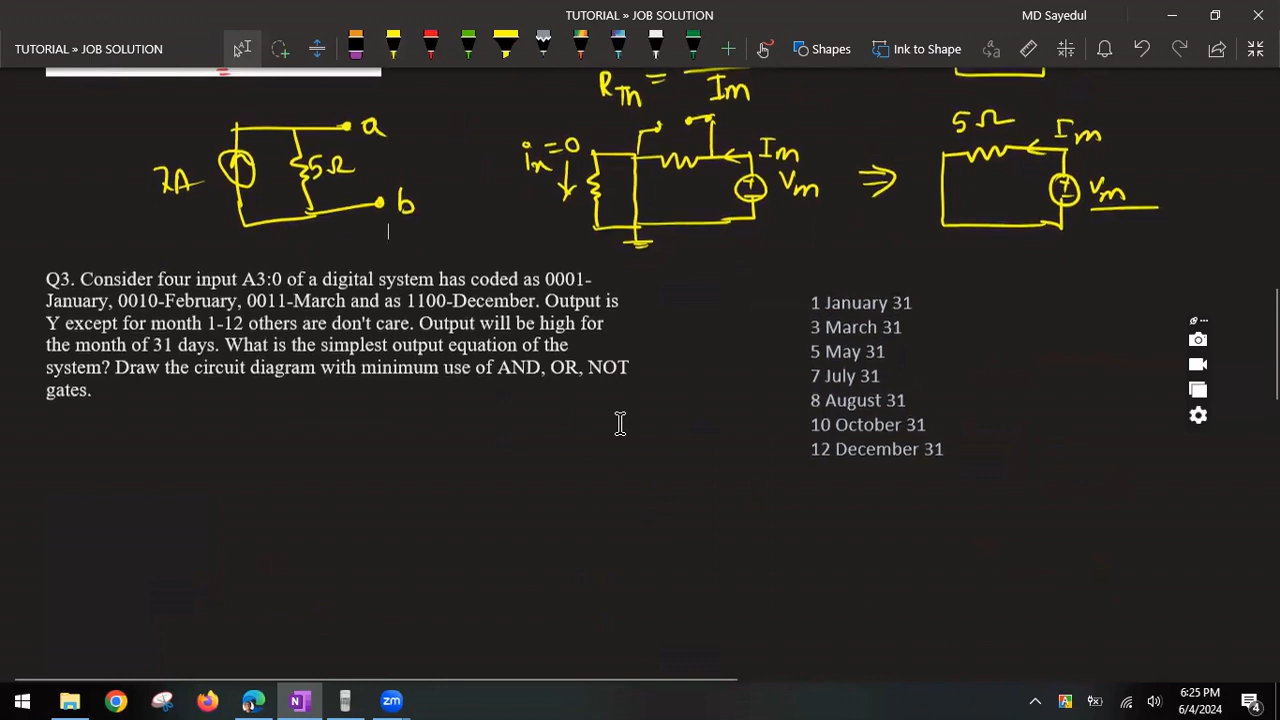 TUTORIAL » JOB SOLUTION
MD Sayedul
TUTORIAL » JOB SOLUTION
Shapes
Ink to Shape
RTh =
Im
a
2A
5Ω
b
ix=0
Im
Vm
⇒
5Ω
Im
Vm
Q3. Consider four input A3:0 of a digital system has coded as 0001-
January, 0010-February, 0011-March and as 1100-December. Output is
Y except for month 1-12 others are don't care. Output will be high for
the month of 31 days. What is the simplest output equation of the
system? Draw the circuit diagram with minimum use of AND, OR, NOT
gates.
1 January 31
3 March 31
5 May 31
7 July 31
8 August 31
10 October 31
12 December 31
6:25 PM
6/4/2024